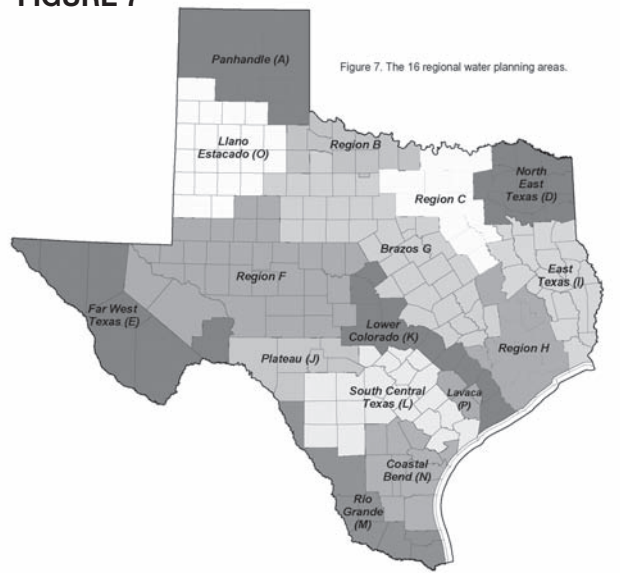 FIGURE 7
Panhandle (A)
Figure 7. The 16 regional water planning areas.
Llano
Estacado (O)
Region B
North
East
Texas (D)
Region C
Brazos G
East
Texas (I)
Region F
Far West
Texas (E)
Lower
Colorado (K)
Region H
Plateau (J)
South Central
Texas (L)
Lavaca
(P)
Coastal
Bend (N)
Rio
Grande
(M)